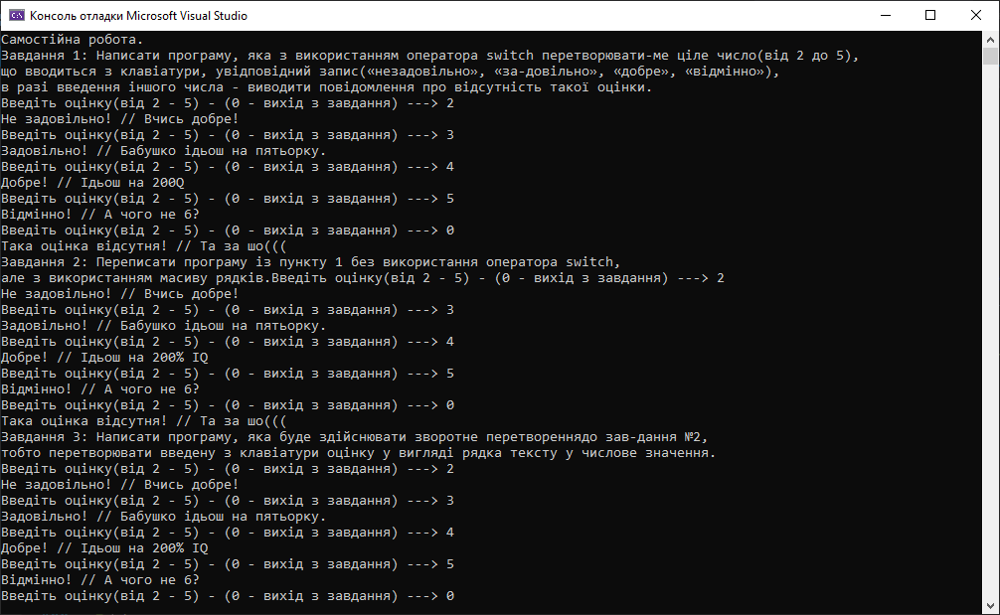 Консоль отладки Microsoft Visual Studio
Самостійна робота.
Завдання 1: Написати програму, яка з використанням оператора switch перетворювати-ме ціле число(від 2 до 5),
що вводиться з клавіатури, увідповідний запис(«незадовільно», «за-довільно», «добре», «відмінно»),
в разі введення іншого числа - виводити повідомлення про відсутність такої оцінки.
Введіть оцінку(від 2 - 5) - (0 - вихід з завдання) ---> 2
Не задовільно! // Вчись добре!
Введіть оцінку(від 2 - 5) - (0 - вихід з завдання) ---> 3
Задовільно! // Бабушко ідьош на пятьорку.
Введіть оцінку(від 2 - 5) - (0 - вихід з завдання) ---> 4
Добре! // Ідьош на 200Q
Введіть оцінку(від 2 - 5) - (0 - вихід з завдання) ---> 5
Відмінно! // А чого не 6?
Введіть оцінку(від 2 - 5) - (0 - вихід з завдання) ---> 0
Така оцінка відсутня! // Та за шо(((
Завдання 2: Переписати програму із пункту 1 без використання оператора switch,
але з використанням масиву рядків.Введіть оцінку(від 2 - 5) - (0 - вихід з завдання) ---> 2
Не задовільно! // Вчись добре!
Введіть оцінку(від 2 - 5) - (0 - вихід з завдання) ---> 3
Задовільно! // Бабушко ідьош на пятьорку.
Введіть оцінку(від 2 - 5) - (0 - вихід з завдання) ---> 4
Добре! // Ідьош на 200% IQ
Введіть оцінку(від 2 - 5) - (0 - вихід з завдання) ---> 5
Відмінно! // А чого не 6?
Введіть оцінку(від 2 - 5) - (0 - вихід з завдання) ---> 0
Така оцінка відсутня! // Та за шо(((
Завдання 3: Написати програму, яка буде здійснювати зворотне перетвореннядо зав-дання №2,
тобто перетворювати введену з клавіатури оцінку у вигляді рядка тексту у числове значення.
Введіть оцінку(від 2 - 5) - (0 - вихід з завдання) ---> 2
Не задовільно! // Вчись добре!
Введіть оцінку(від 2 - 5) - (0 - вихід з завдання) ---> 3
Задовільно! // Бабушко ідьош на пятьорку.
Введіть оцінку(від 2 - 5) - (0 - вихід з завдання) ---> 4
Добре! // Ідьош на 200% IQ
Введіть оцінку(від 2 - 5) - (0 - вихід з завдання) ---> 5
Відмінно! // А чого не 6?
Введіть оцінку(від 2 - 5) - (0 - вихід з завдання) ---> 0